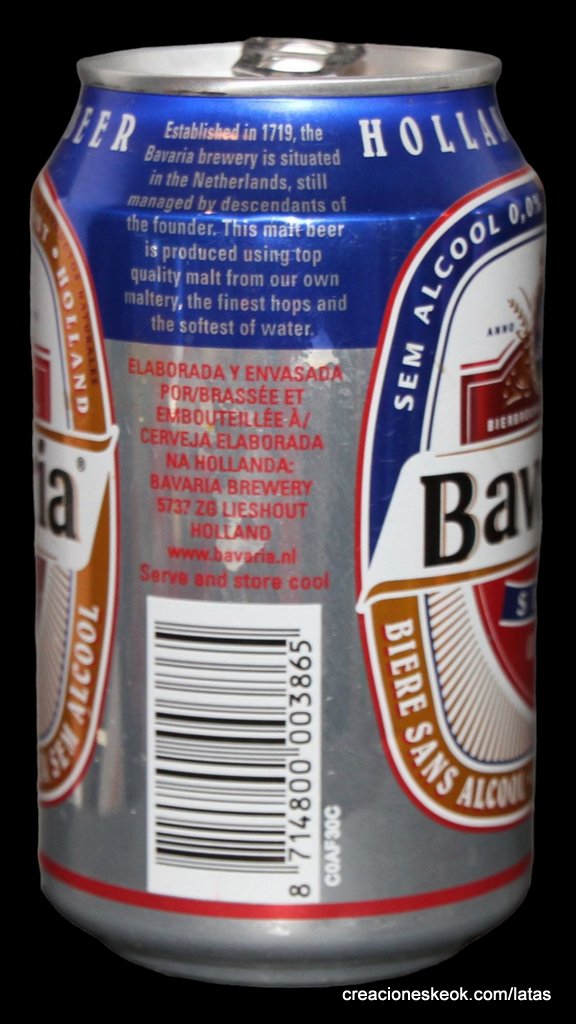 BEER
Established in 1719, the
Bavaria brewery is situated
in the Netherlands, still
managed by descendants of
the founder. This malt beer
is produced using top
quality malt from our own
maltery, the finest hops and
the softest of water.
ELABORADA Y ENVASADA
POR/BRASSÉE ET
EMBOUTEILLÉE À/
CERVEJA ELABORADA
NA HOLLANDA:
BAVARIA BREWERY
5737 ZG LIESHOUT
HOLLAND
www.bavaria.nl
Serve and store cool
8 714800 003865
C0AF30C
HOLLAN
SEM ALCOOL 0,0%
ANNO
Bav
BIERE SANS ALCOOL
HOLLAND
ia®
SEM ALCOOL
creacioneskeok.com/latas